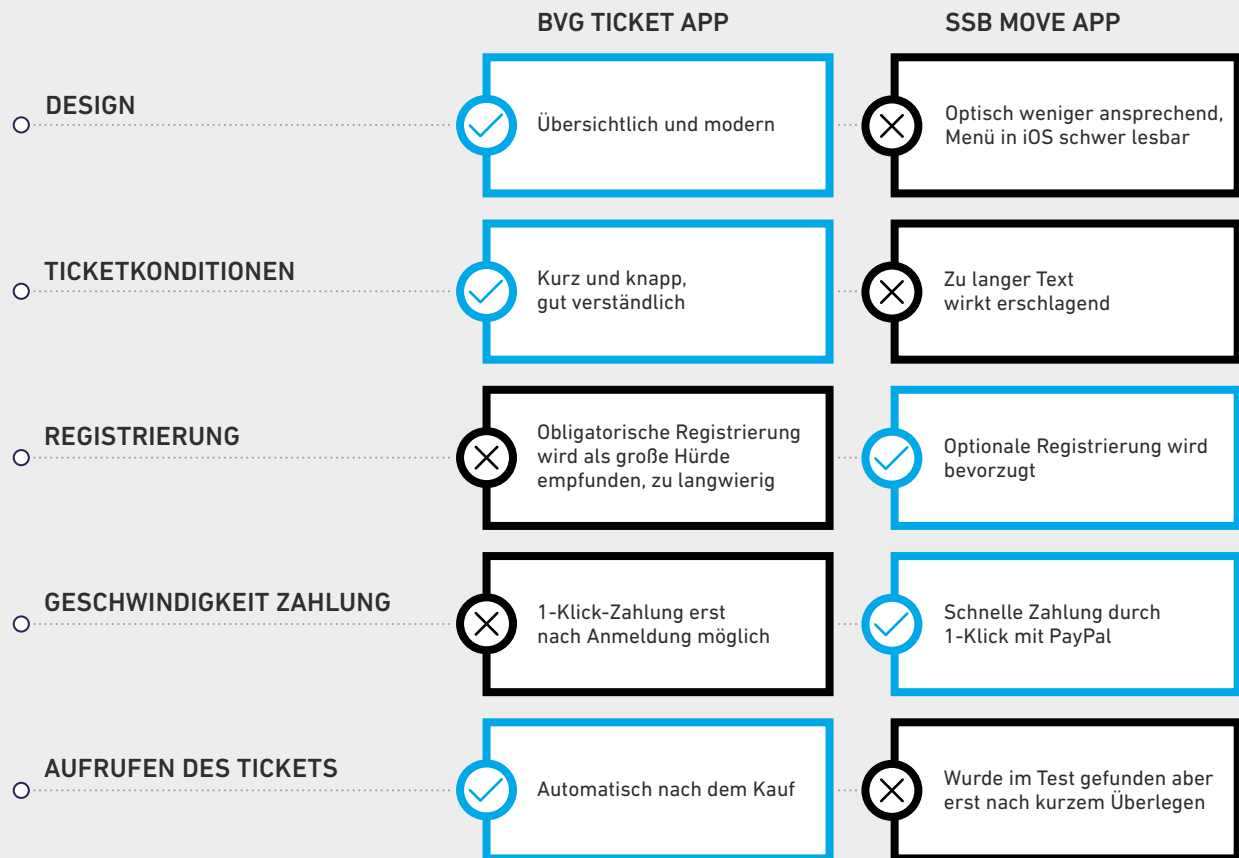 BVG TICKET APP
SSB MOVE APP
DESIGN
Übersichtlich und modern
Optisch weniger ansprechend,
Menü in iOS schwer lesbar
TICKETKONDITIONEN
Kurz und knapp,
gut verständlich
Zu langer Text
wirkt erschlagend
REGISTRIERUNG
Obligatorische Registrierung
wird als große Hürde
empfunden, zu langwierig
Optionale Registrierung wird
bevorzugt
GESCHWINDIGKEIT ZAHLUNG
1-Klick-Zahlung erst
nach Anmeldung möglich
Schnelle Zahlung durch
1-Klick mit PayPal
AUFRUFEN DES TICKETS
Automatisch nach dem Kauf
Wurde im Test gefunden aber
erst nach kurzem Überlegen